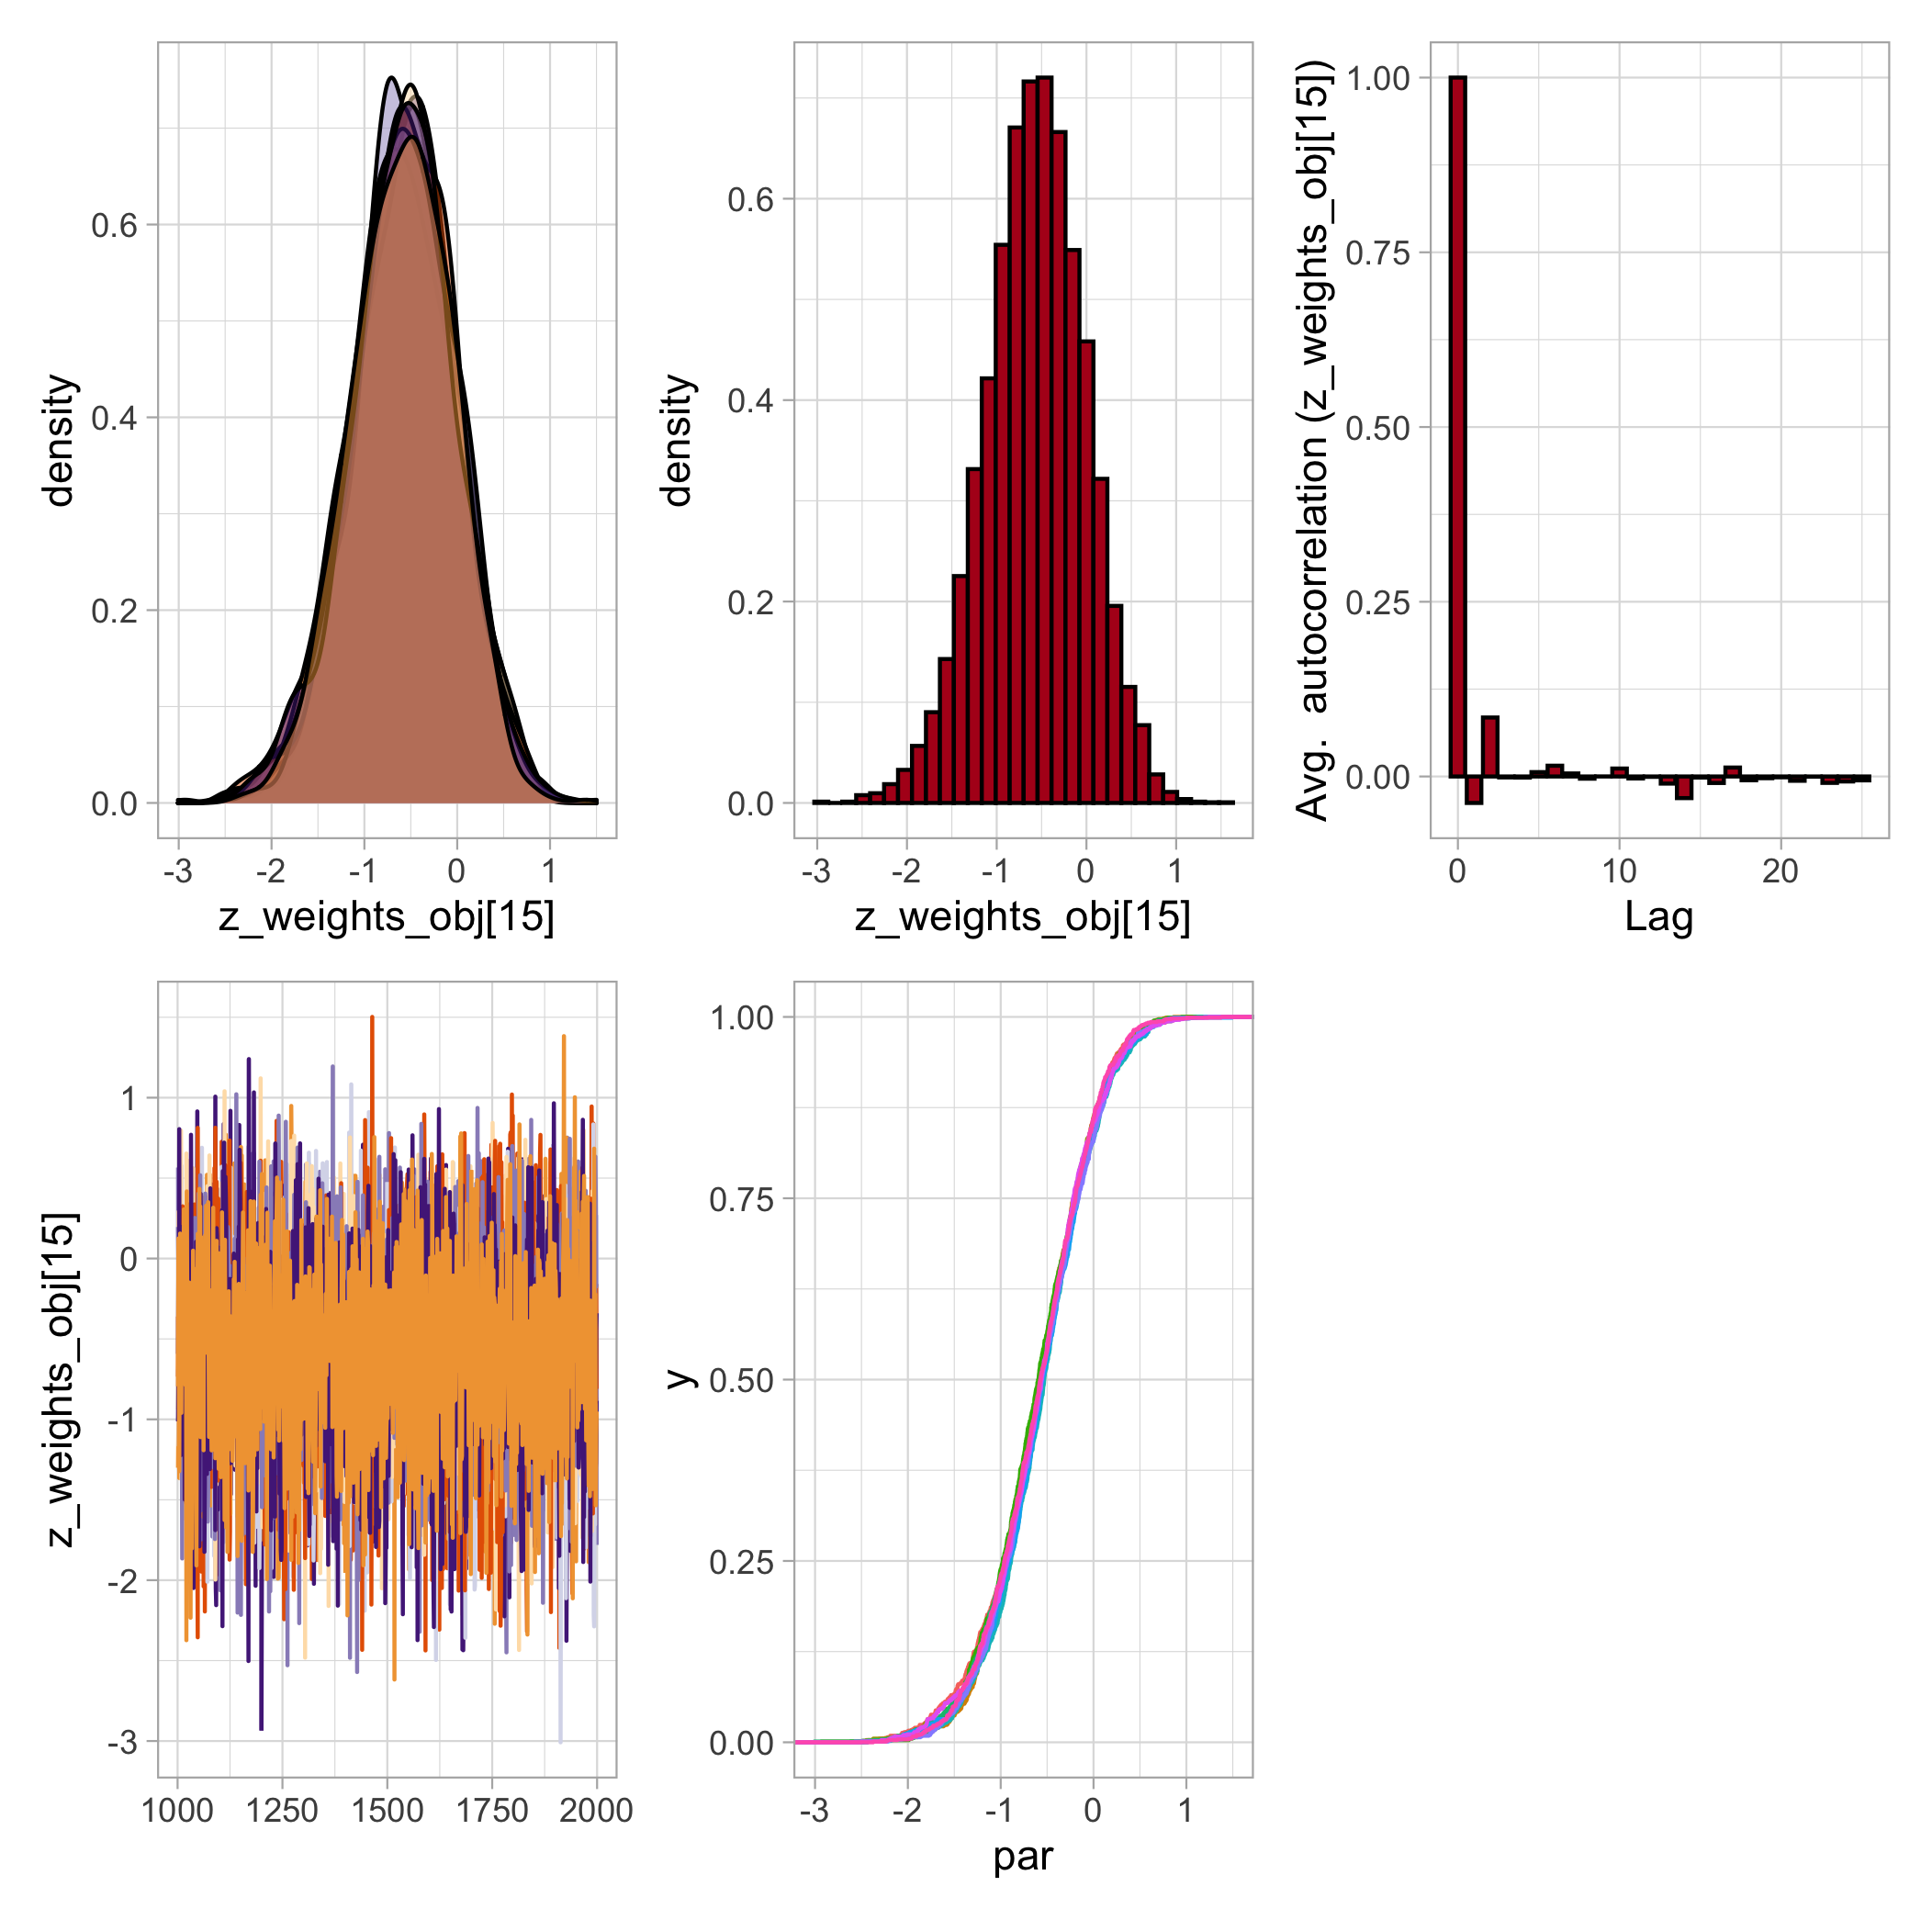 density
0.6
0.4
0.2
0.0
-3 -2 -1 0 1
z_weights_obj[15]
density
0.6
0.4
0.2
0.0
-3 -2 -1 0 1
z_weights_obj[15]
Avg. autocorrelation (z_weights_obj[15])
1.00
0.75
0.50
0.25
0.00
0 10 20
Lag
z_weights_obj[15]
1
0
-1
-2
-3
1000 1250 1500 1750 2000
y
1.00
0.75
0.50
0.25
0.00
-3 -2 -1 0 1
par